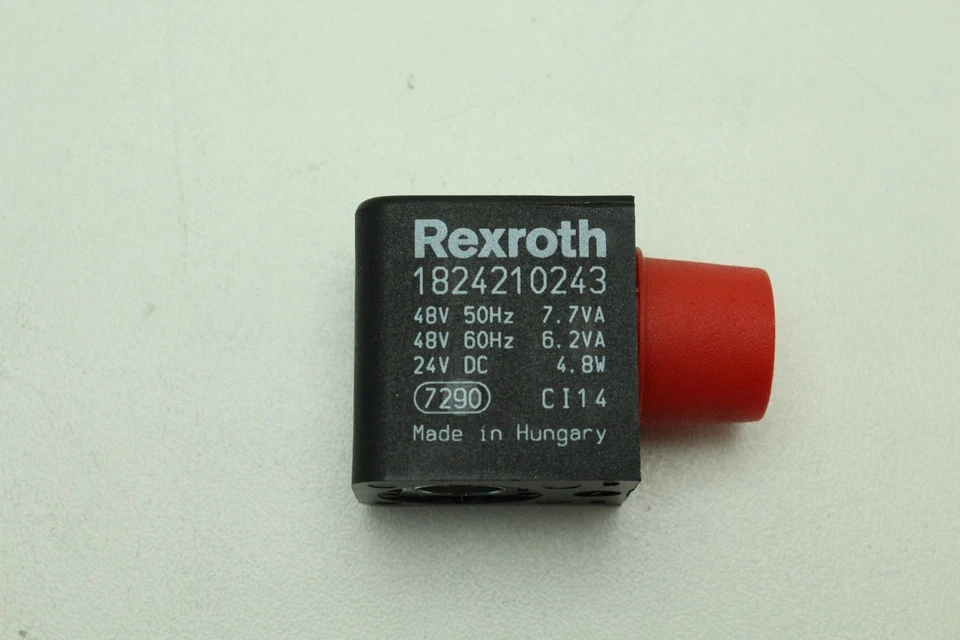 Rexroth
1824210243
48V 50Hz 7.7VA
48V 60Hz 6.2VA
24V DC 4.8W
7290 CI14
Made in Hungary